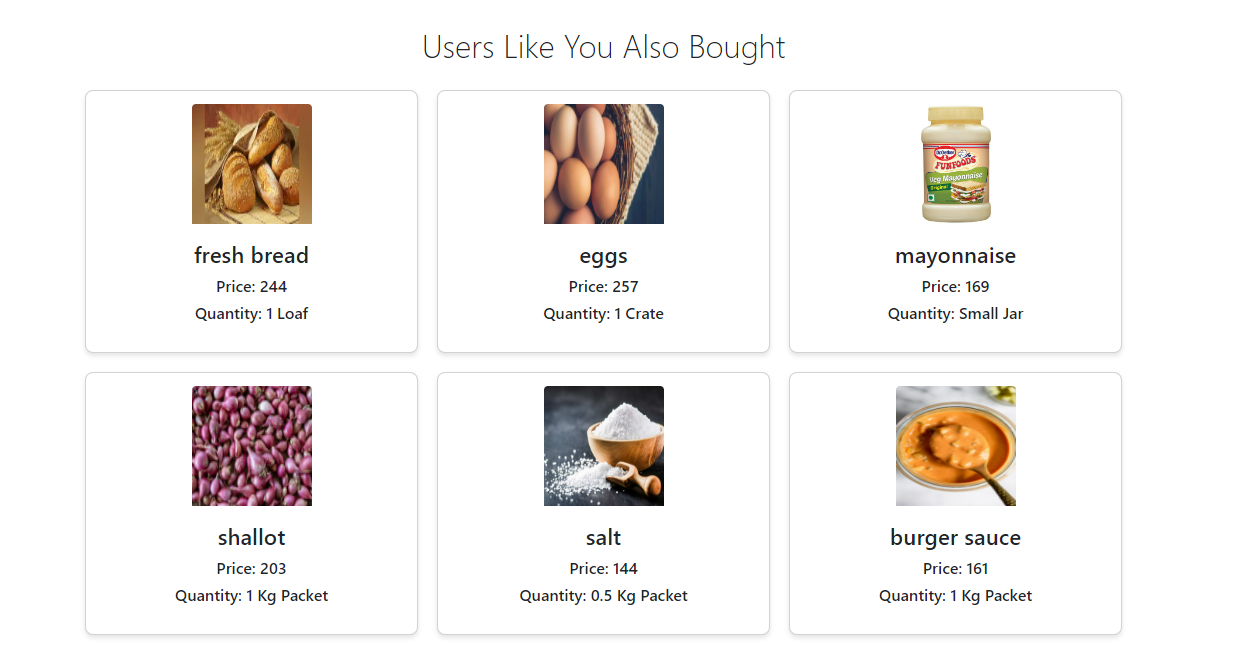 Users Like You Also Bought
FUNFOODS
Veg Mayonnaise
Original
fresh bread
Price: 244
Quantity: 1 Loaf
eggs
Price: 257
Quantity: 1 Crate
mayonnaise
Price: 169
Quantity: Small Jar
shallot
Price: 203
Quantity: 1 Kg Packet
salt
Price: 144
Quantity: 0.5 Kg Packet
burger sauce
Price: 161
Quantity: 1 Kg Packet